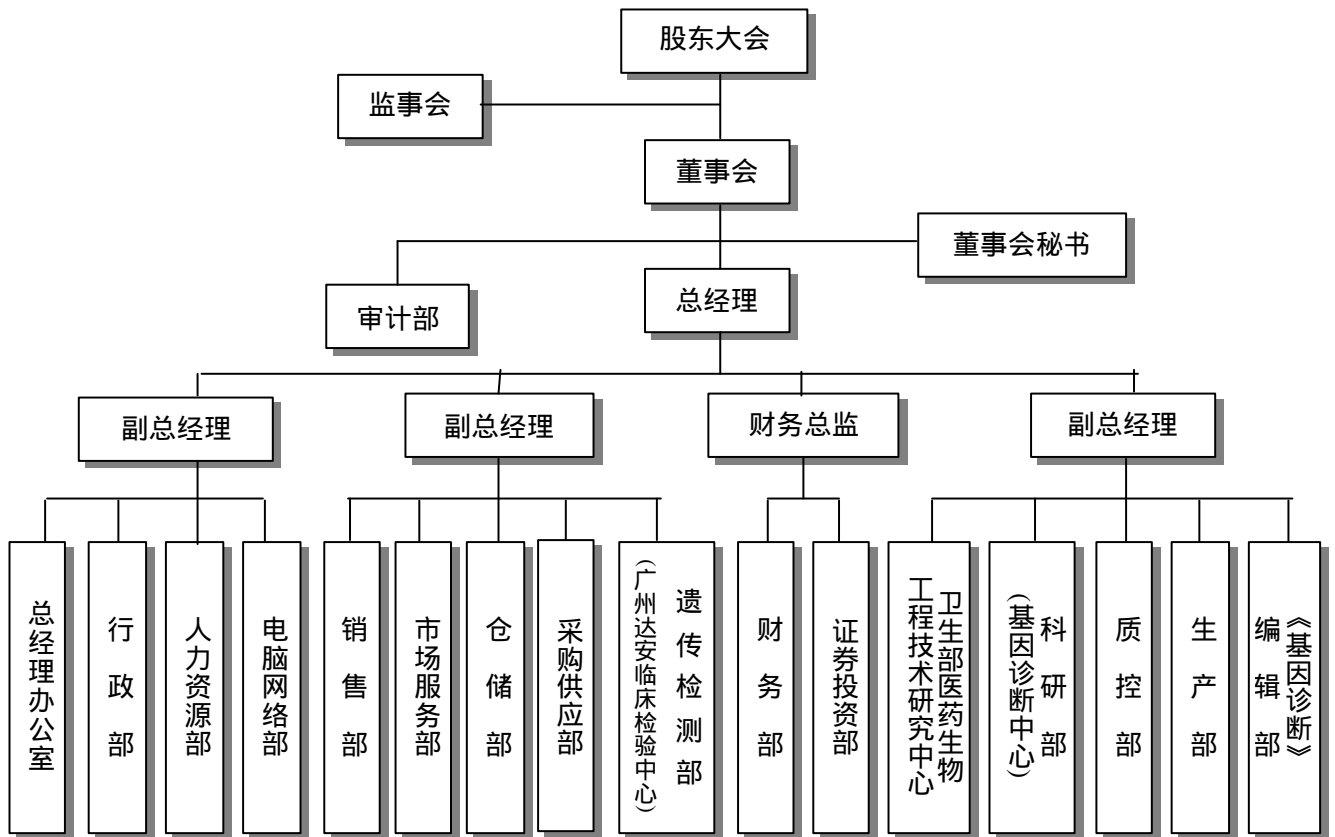 股东大会
监事会
董事会
董事会秘书
总经理
审计部
副总经理
副总经理
财务总监
副总经理
总经理办公室
行政部
人力资源部
电脑网络部
销售部
市场服务部
仓储部
采购供应部
遗传检测部
(广州达安临床检验中心)
财务部
证券投资部
卫生部医药生物
工程技术研究中心
科研部
(基因诊断中心)
质控部
生产部
《基因诊断》
编辑部